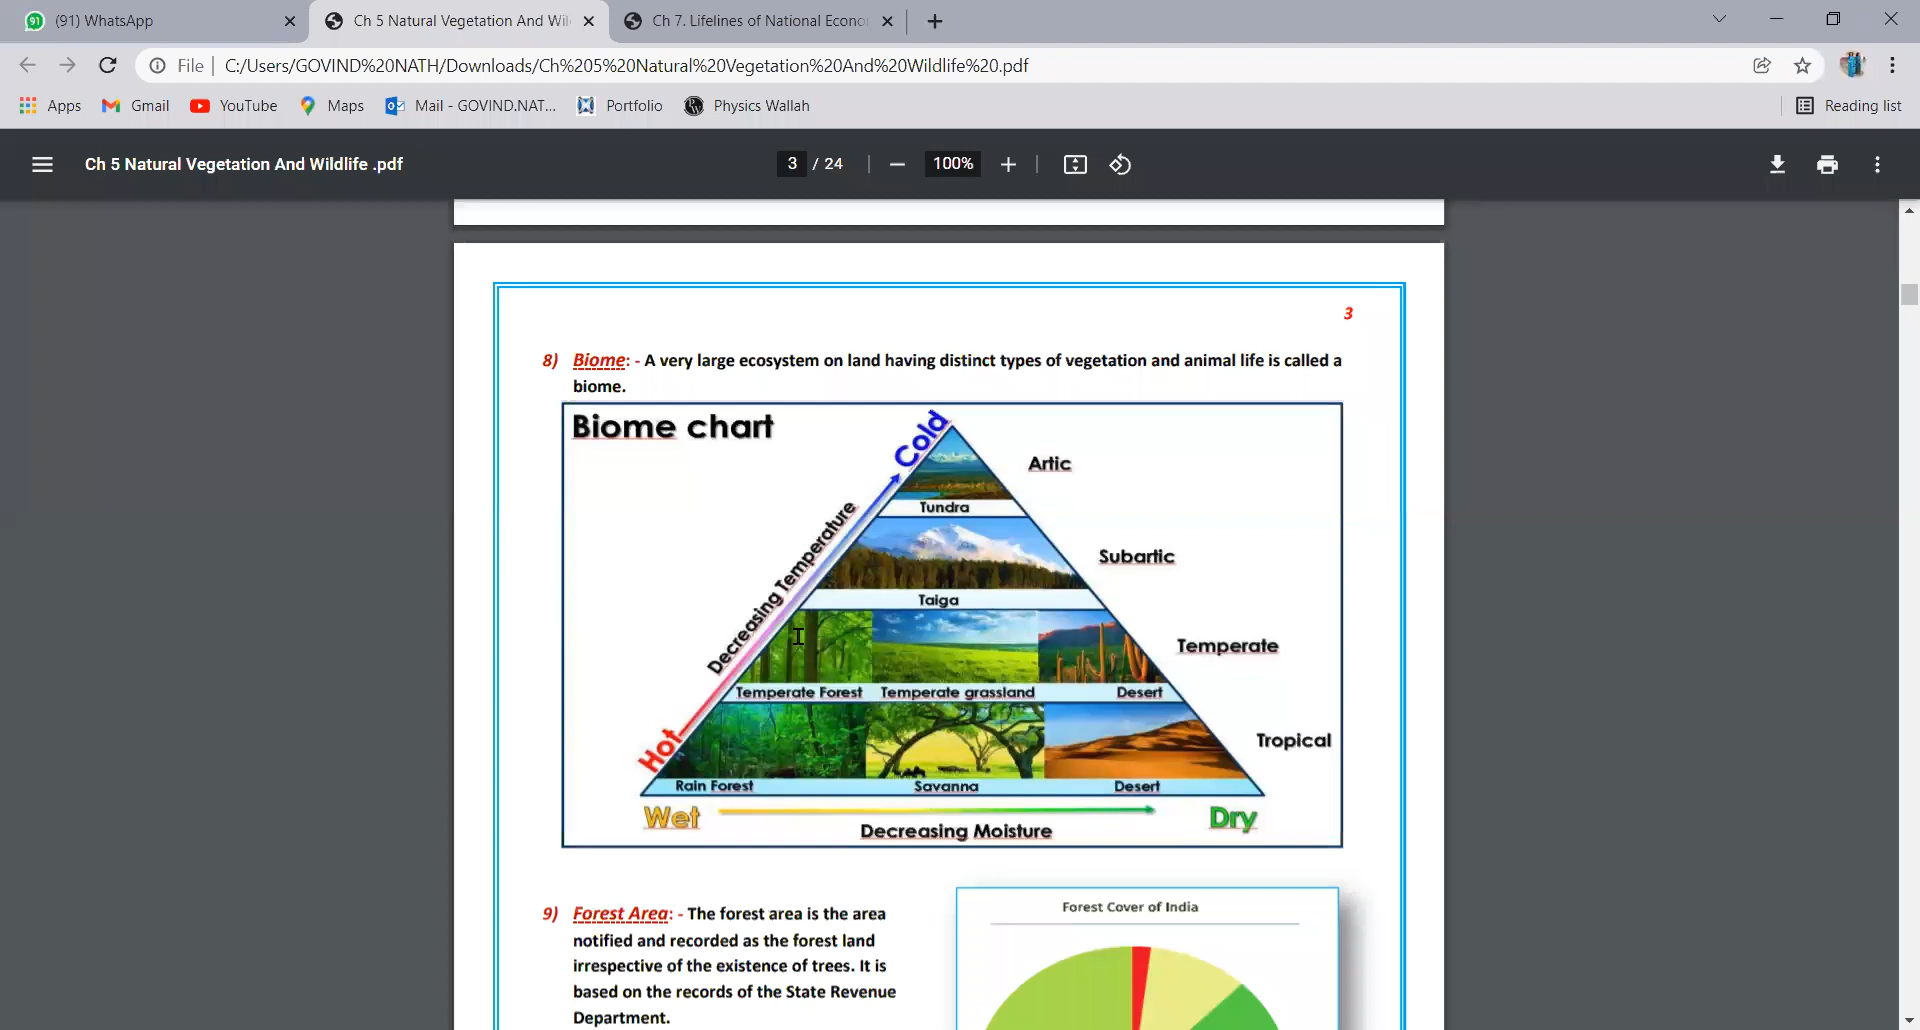 (91) WhatsApp
Ch 5 Natural Vegetation And Wil
Ch 7. Lifelines of National Econo
File
C:/Users/GOVIND%20NATH/Downloads/Ch%205%20Natural%20Vegetation%20And%20Wildlife%20.pdf
Apps
Gmail
YouTube
Maps
Mail - GOVIND.NAT...
Portfolio
Physics Wallah
Reading list
Ch 5 Natural Vegetation And Wildlife .pdf
3 / 24
100%
3
8) Biome: - A very large ecosystem on land having distinct types of vegetation and animal life is called a
biome.
Biome chart
Cold
Artic
Tundra
Decreasing Temperature
Subartic
Taiga
Temperate
Temperate Forest
Temperate grassland
Desert
Hot
Tropical
Rain Forest
Savanna
Desert
Wet
Dry
Decreasing Moisture
9) Forest Area: - The forest area is the area
notified and recorded as the forest land
irrespective of the existence of trees. It is
based on the records of the State Revenue
Department.
Forest Cover of India